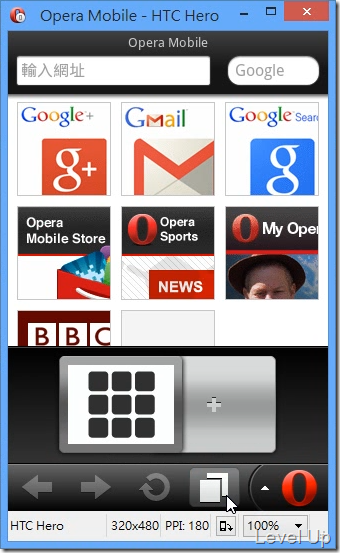 Opera Mobile - HTC Hero
Opera Mobile
輸入網址
Google
Google+
Gmail
Google Sear
g+
g
Opera
Mobile Store
Opera
Sports
My Oper
NEWS
BBC
HTC Hero
320x480
PPI: 180
100%
Level Up